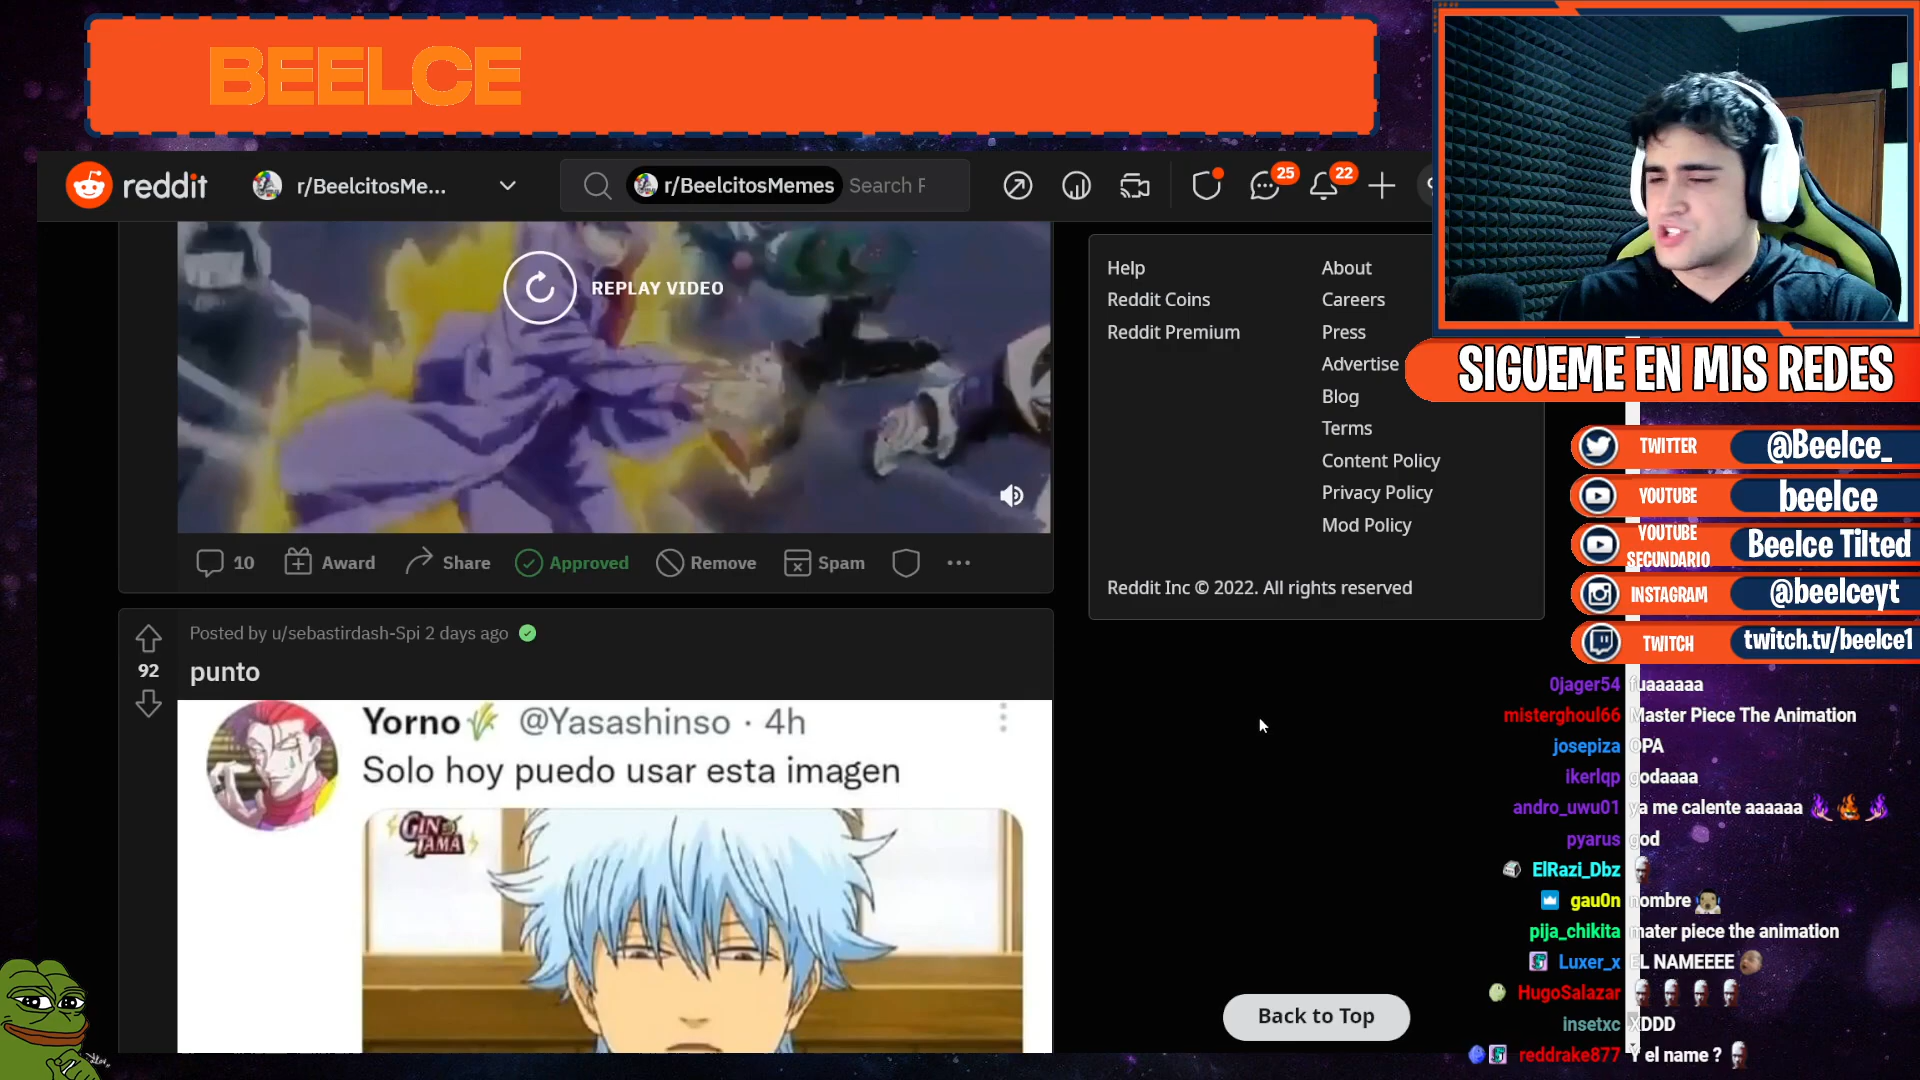 BEELCE
reddit
r/BeelcitosMe...
r/BeelcitosMemes
Search F
25
22
REPLAY VIDEO
Help
About
Reddit Coins
Careers
Reddit Premium
Press
Advertise
Blog
Terms
Content Policy
Privacy Policy
Mod Policy
Reddit Inc © 2022. All rights reserved
10
Award
Share
Approved
Remove
Spam
Posted by u/sebastirdash-Spi 2 days ago
92
punto
Yorno @Yasashinso · 4h
Solo hoy puedo usar esta imagen
GINTAMA
Back to Top
SIGUEME EN MIS REDES
TWITTER @Beelce_
YOUTUBE beelce
YOUTUBE SECUNDARIO Beelce Tilted
INSTAGRAM @beelceyt
TWITCH twitch.tv/beelce1
0jager54 fuaaaaaa
misterghoul66 Master Piece The Animation
josepiza OPA
ikerlqp godaaaa
andro_uwu01 ya me calente aaaaaa
pyarus god
ElRazi_Dbz
gau0n nombre
pija_chikita mater piece the animation
Luxer_x EL NAMEEEE
HugoSalazar
insetxc XDDD
reddrake877 Y el name ?